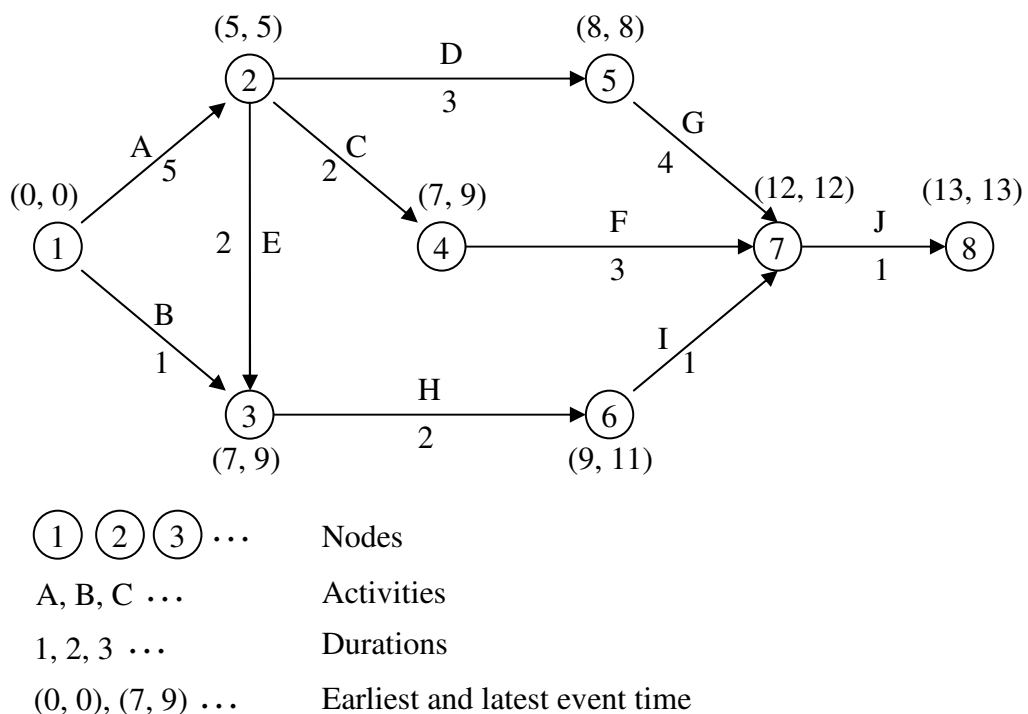 (5, 5)
(8, 8)
2
D
3
5
A
5
C
2
G
4
(0, 0)
(7, 9)
(12, 12)
(13, 13)
1
2
E
4
F
3
7
J
1
8
B
1
I
1
3
H
2
6
(7, 9)
(9, 11)
1 2 3 ... Nodes
A, B, C ... Activities
1, 2, 3 ... Durations
(0, 0), (7, 9) ... Earliest and latest event time